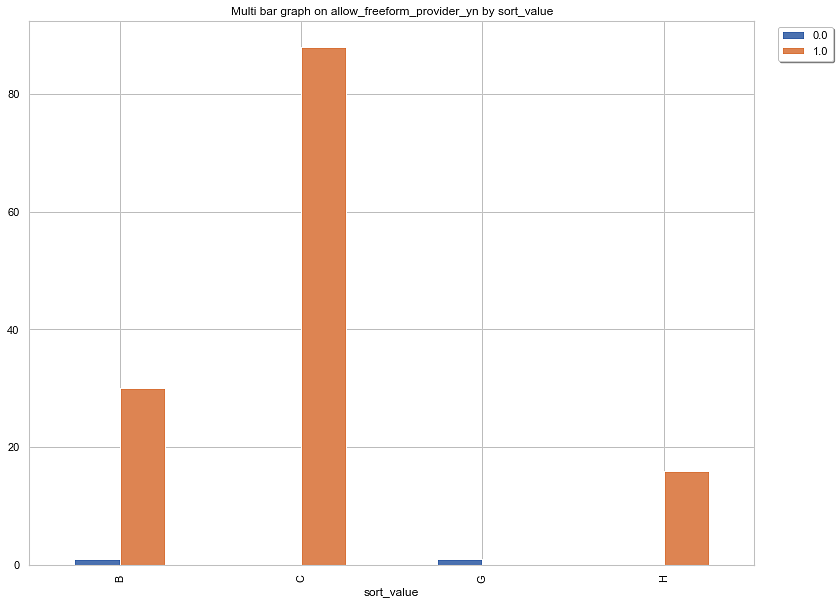 Multi bar graph on allow_freeform_provider_yn by sort_value
0.0
1.0
80
60
40
20
0
B
C
G
H
sort_value